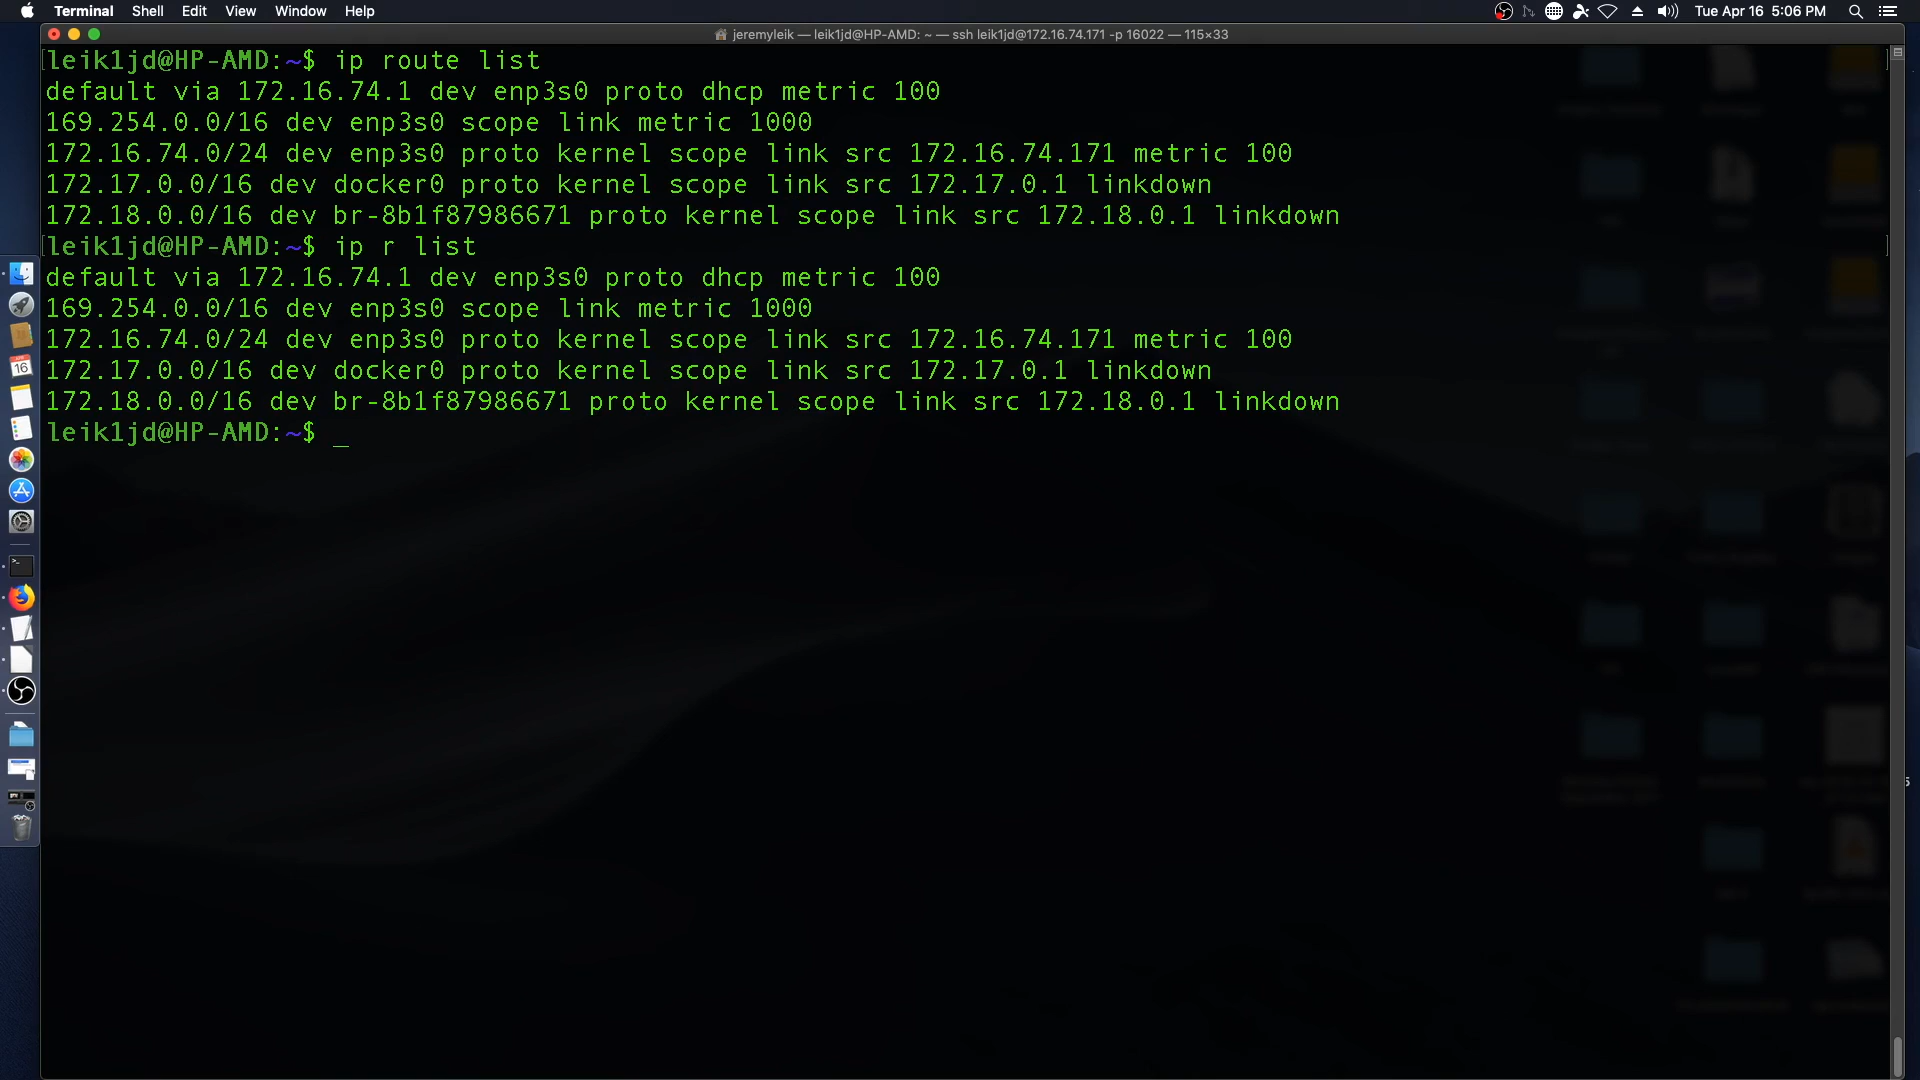 Terminal Shell Edit View Window Help Tue Apr 16 5:06 PM
jeremyleik — leik1jd@HP-AMD: ~ — ssh leik1jd@172.16.74.171 -p 16022 — 115×33
[leik1jd@HP-AMD:~$ ip route list ]
default via 172.16.74.1 dev enp3s0 proto dhcp metric 100
169.254.0.0/16 dev enp3s0 scope link metric 1000
172.16.74.0/24 dev enp3s0 proto kernel scope link src 172.16.74.171 metric 100
172.17.0.0/16 dev docker0 proto kernel scope link src 172.17.0.1 linkdown
172.18.0.0/16 dev br-8b1f87986671 proto kernel scope link src 172.18.0.1 linkdown
[leik1jd@HP-AMD:~$ ip r list ]
default via 172.16.74.1 dev enp3s0 proto dhcp metric 100
169.254.0.0/16 dev enp3s0 scope link metric 1000
172.16.74.0/24 dev enp3s0 proto kernel scope link src 172.16.74.171 metric 100
172.17.0.0/16 dev docker0 proto kernel scope link src 172.17.0.1 linkdown
172.18.0.0/16 dev br-8b1f87986671 proto kernel scope link src 172.18.0.1 linkdown
leik1jd@HP-AMD:~$ _
16